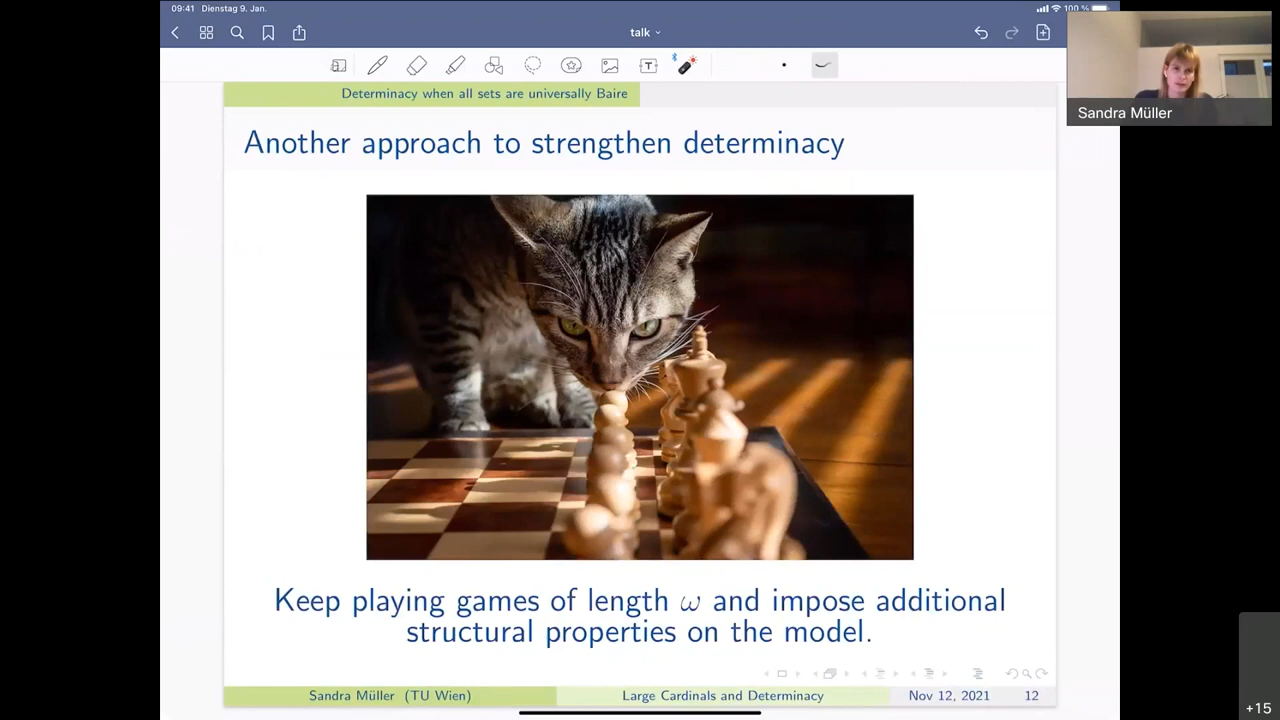 09:41 Dienstag 9. Jan.
100 %
talk
Sandra Müller
Determinacy when all sets are universally Baire
Another approach to strengthen determinacy
Keep playing games of length ω and impose additional
structural properties on the model.
Sandra Müller (TU Wien)
Large Cardinals and Determinacy
Nov 12, 2021
12
+15